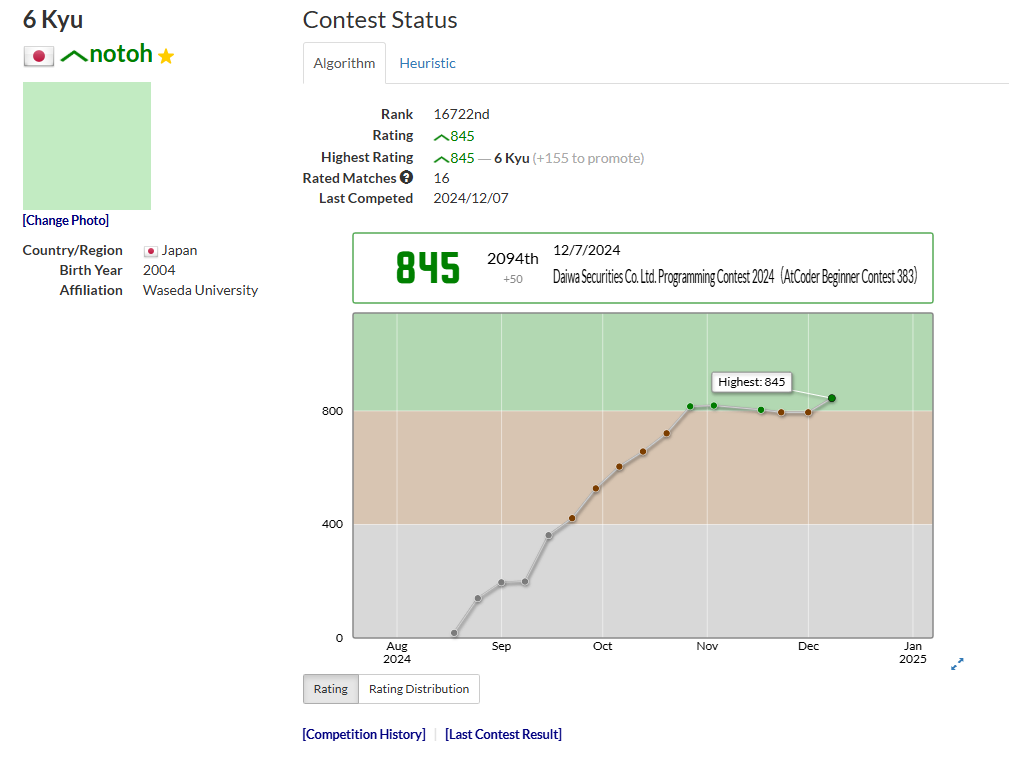 6 Kyu
notoh
[Change Photo]
Country/Region Japan
Birth Year 2004
Affiliation Waseda University
Contest Status
Algorithm Heuristic
Rank 16722nd
Rating 845
Highest Rating 845 — 6 Kyu (+155 to promote)
Rated Matches ? 16
Last Competed 2024/12/07
845 2094th +50
12/7/2024
Daiwa Securities Co. Ltd. Programming Contest 2024（AtCoder Beginner Contest 383）
Highest: 845
800
400
0
Aug Sep Oct Nov Dec Jan
2024 2025
Rating Rating Distribution
[Competition History] | [Last Contest Result]